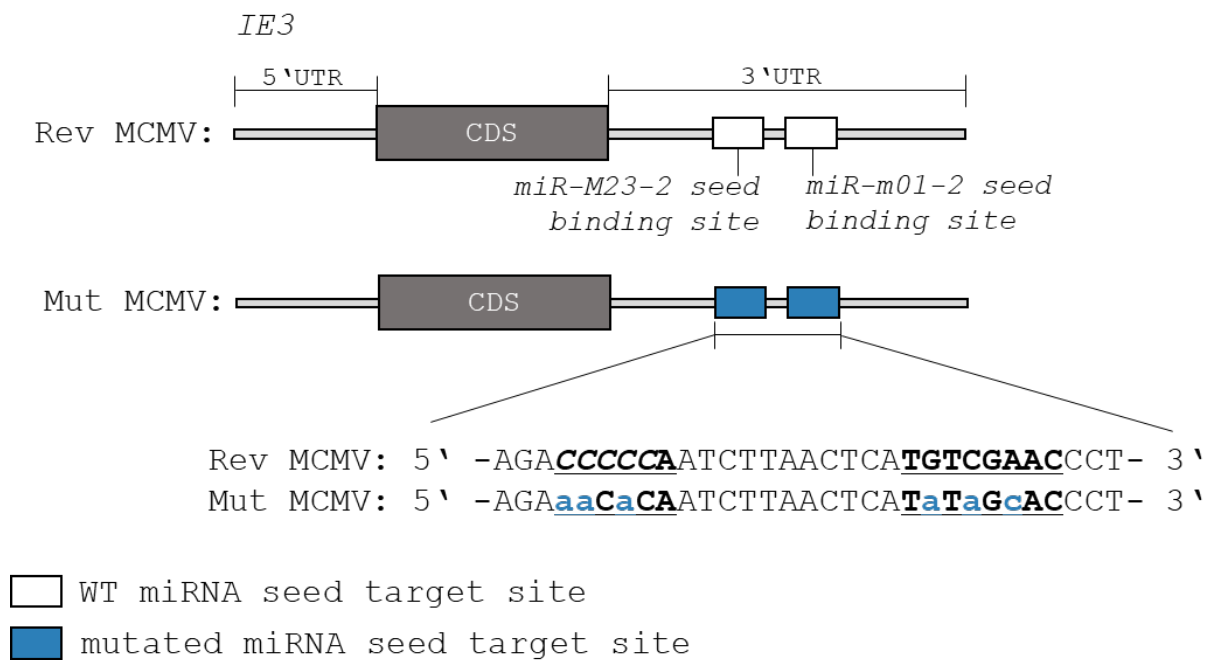 IE3
5‘UTR 3‘UTR
Rev MCMV: CDS
miR-M23-2 seed binding site
miR-m01-2 seed binding site
Mut MCMV: CDS
Rev MCMV: 5‘ -AGACCCCCAATCTTAACTCATGTCGAACCCT- 3‘
Mut MCMV: 5‘ -AGAaaCaCAATCTTAACTCATaTaGcACCCT- 3‘
WT miRNA seed target site
mutated miRNA seed target site